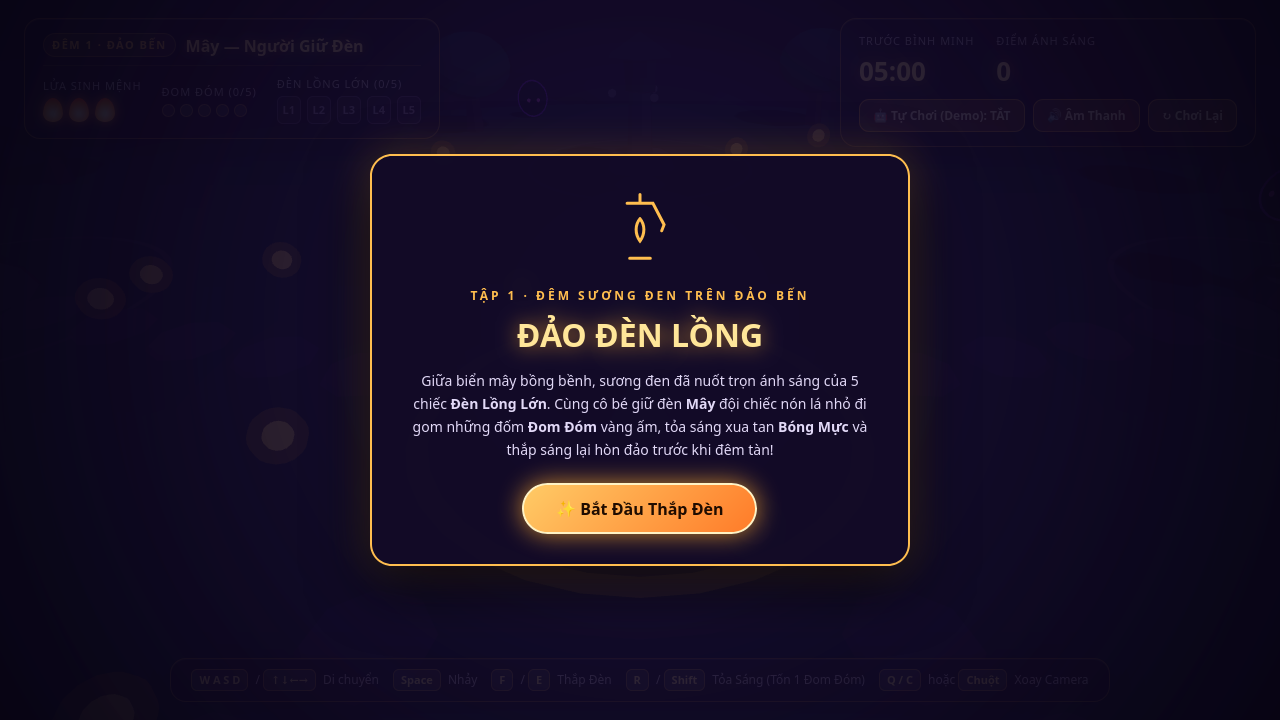 ĐÊM 1 · ĐẢO BẾN Mây — Người Giữ Đèn
LỬA SINH MỆNH ĐOM ĐÓM (0/5) ĐÈN LỒNG LỚN (0/5)
L1 L2 L3 L4 L5
TRƯỚC BÌNH MINH ĐIỂM ÁNH SÁNG
05:00 0
Tự Chơi (Demo): TẮT Âm Thanh ↻ Chơi Lại
TẬP 1 · ĐÊM SƯƠNG ĐEN TRÊN ĐẢO BẾN
ĐẢO ĐÈN LỒNG
Giữa biển mây bồng bềnh, sương đen đã nuốt trọn ánh sáng của 5
chiếc Đèn Lồng Lớn. Cùng cô bé giữ đèn Mây đội chiếc nón lá nhỏ đi
gom những đốm Đom Đóm vàng ấm, tỏa sáng xua tan Bóng Mực và
thắp sáng lại hòn đảo trước khi đêm tàn!
✨ Bắt Đầu Thắp Đèn
W A S D / ↑ ↓ ← → Di chuyển Space Nhảy F / E Thắp Đèn R / Shift Tỏa Sáng (Tốn 1 Đom Đóm) Q / C hoặc Chuột Xoay Camera